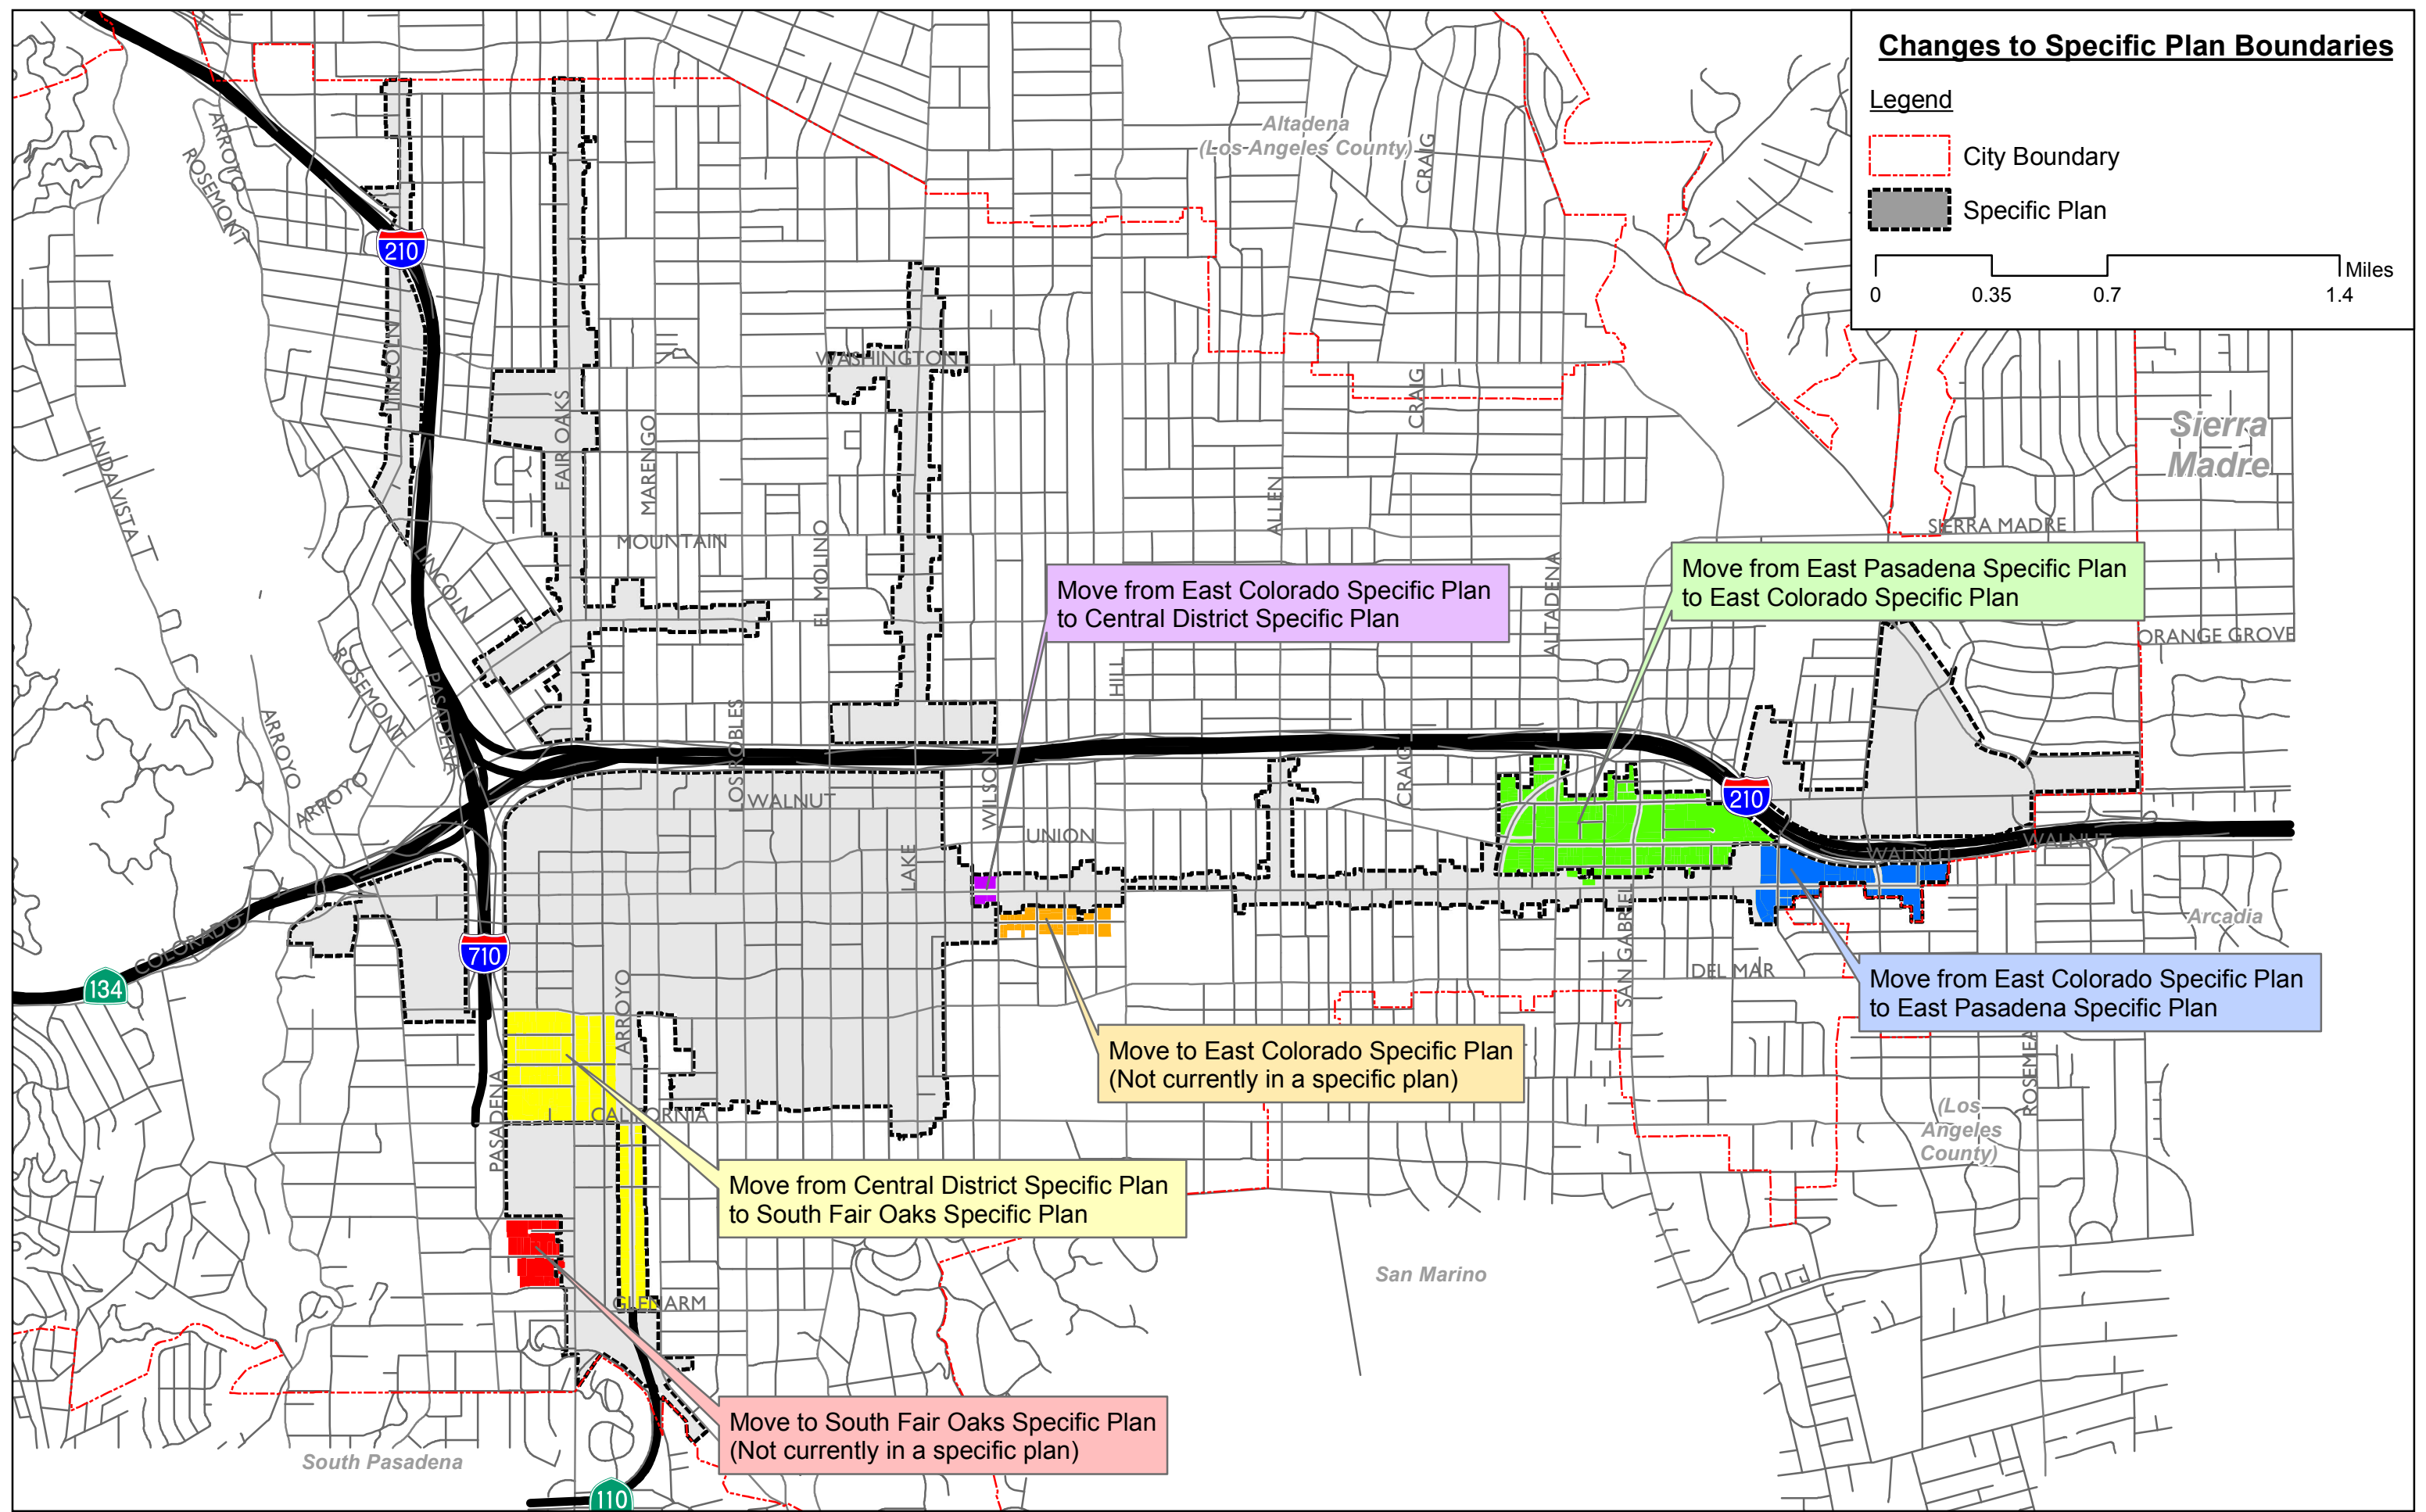 Changes to Specific Plan Boundaries
Legend
City Boundary
Specific Plan
Miles
0 0.35 0.7 1.4
Altadena
(Los Angeles County)
CRAIG
ARROYO
ROSEMONT
210
LINCOLN
WASHINGTON
CRAIG
FAIR OAKS
MARENGO
Sierra
Madre
LINDA VISTA
ALLEN
SIERRA MADRE
MOUNTAIN
EL MOLINO
LINCOLN
ALTADENA
Move from East Colorado Specific Plan
to Central District Specific Plan
Move from East Pasadena Specific Plan
to East Colorado Specific Plan
ORANGE GROVE
ROSEMONT
PASADENA
HILL
ARROYO
LOS ROBLES
ARROYO
WALNUT
WILSON
CRAIG
210
UNION
LAKE
WALNUT
WALNUT
COLORADO
134
710
SAN GABRIEL
Arcadia
DEL MAR
Move from East Colorado Specific Plan
to East Pasadena Specific Plan
ARROYO
Move to East Colorado Specific Plan
(Not currently in a specific plan)
PASADENA
CALIFORNIA
(Los
Angeles
County)
Move from Central District Specific Plan
to South Fair Oaks Specific Plan
San Marino
GLENARM
Move to South Fair Oaks Specific Plan
(Not currently in a specific plan)
South Pasadena
110